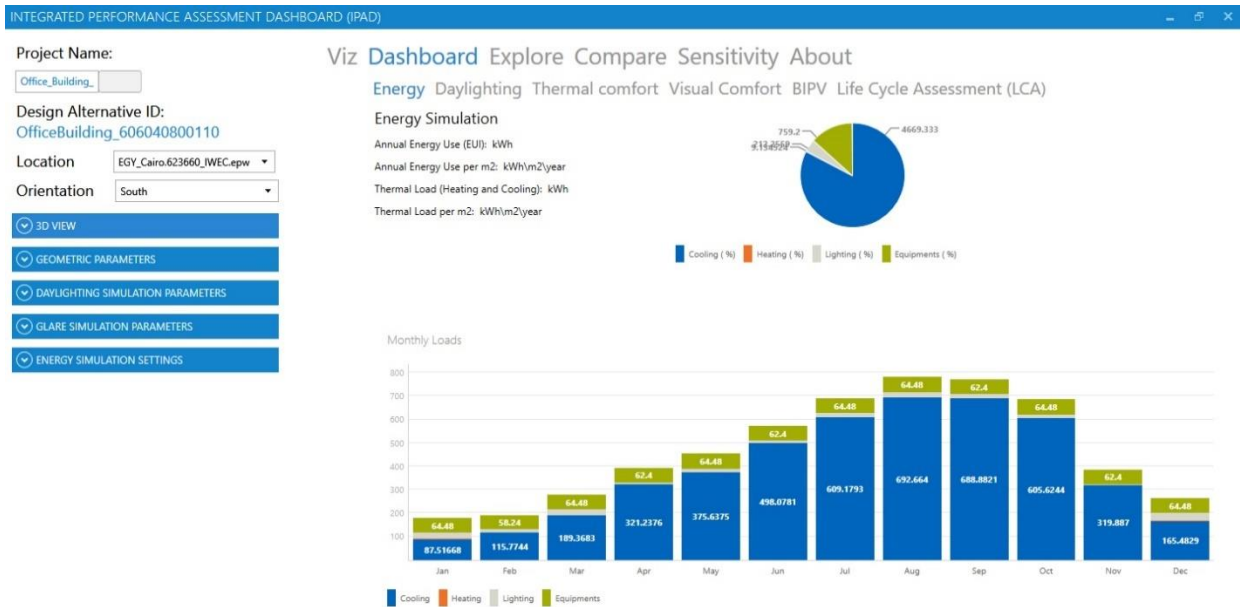 INTEGRATED PERFORMANCE ASSESSMENT DASHBOARD (IPAD)
Project Name:
Office_Building_
Design Alternative ID:
OfficeBuilding_606040800110
Location
EGY_Cairo.623660_IWEC.epw
Orientation
South
3D VIEW
GEOMETRIC PARAMETERS
DAYLIGHTING SIMULATION PARAMETERS
GLARE SIMULATION PARAMETERS
ENERGY SIMULATION SETTINGS
Viz Dashboard Explore Compare Sensitivity About
Energy Daylighting Thermal comfort Visual Comfort BIPV Life Cycle Assessment (LCA)
Energy Simulation
Annual Energy Use (EUI): kWh
Annual Energy Use per m2: kWh\m2\year
Thermal Load (Heating and Cooling): kWh
Thermal Load per m2: kWh\m2\year
759.2
4669.333
Cooling ( %) Heating ( %) Lighting ( %) Equipments ( %)
Monthly Loads
800
700
600
500
400
300
200
100
64.48 58.24 64.48 62.4 64.48 62.4 64.48 64.48 62.4 64.48 62.4 64.48
87.51668 115.7744 189.3683 321.2376 375.6375 498.0781 609.1793 692.664 688.8821 605.6244 319.887 165.4829
Jan Feb Mar Apr May Jun Jul Aug Sep Oct Nov Dec
Cooling Heating Lighting Equipments